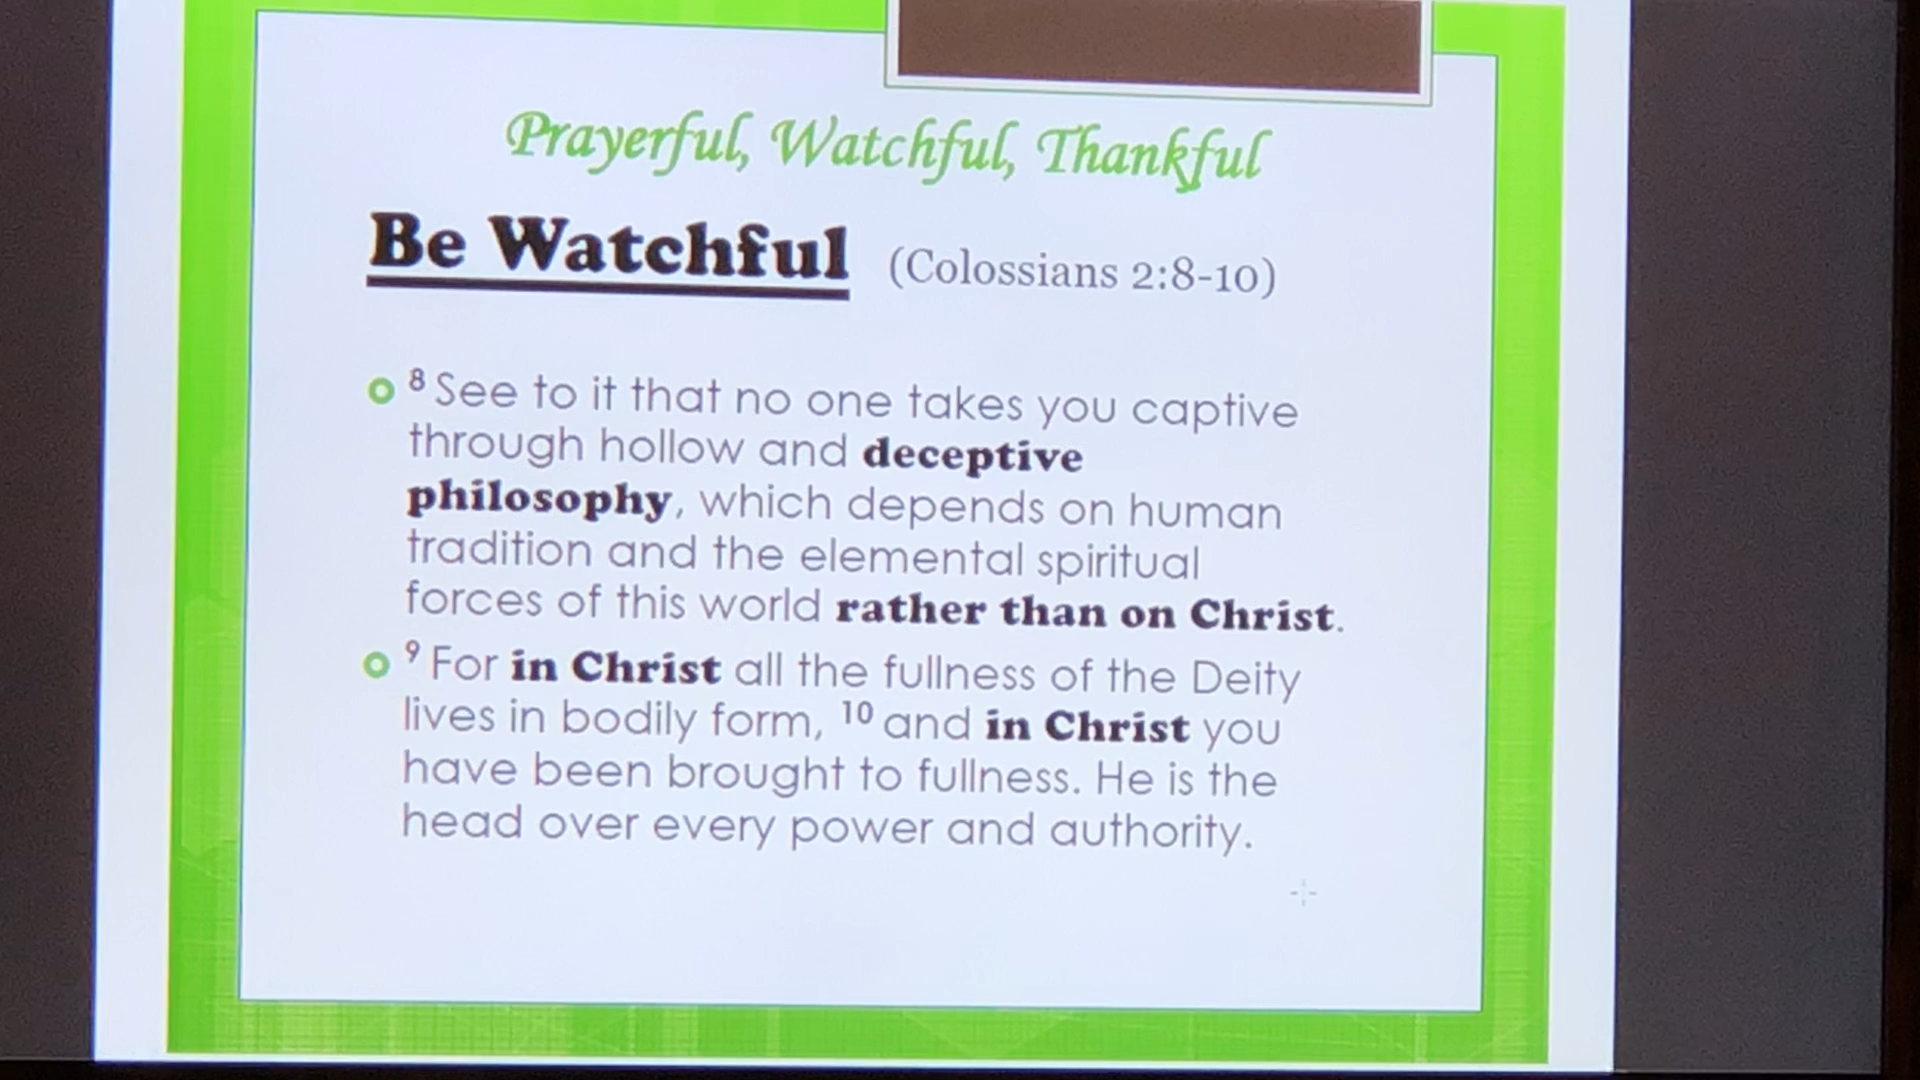 Prayerful, Watchful, Thankful
Be Watchful (Colossians 2:8-10)
8 See to it that no one takes you captive
through hollow and deceptive
philosophy, which depends on human
tradition and the elemental spiritual
forces of this world rather than on Christ.
9 For in Christ all the fullness of the Deity
lives in bodily form, 10 and in Christ you
have been brought to fullness. He is the
head over every power and authority.